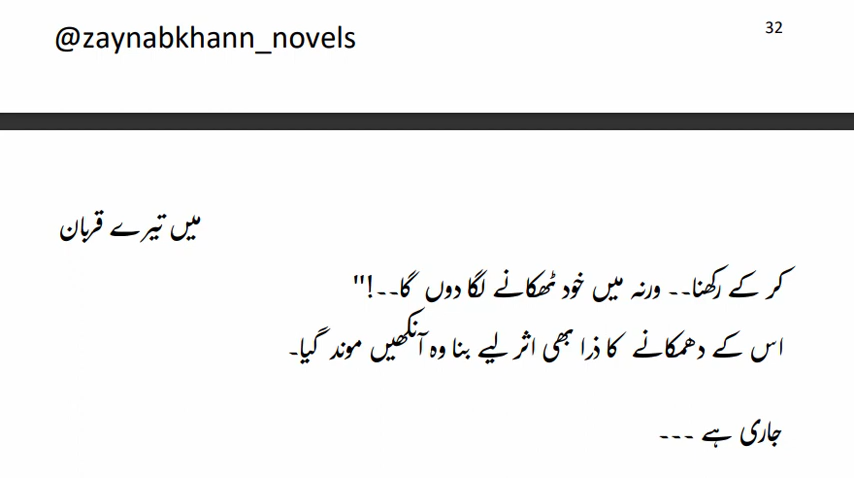 @zaynabkhann_novels
32
میں تیرے قربان
کر کے رکھنا۔۔ ورنہ میں خود ٹھکانے لگا دوں گا۔۔!"
اس کے دھمکانے کا ذرا بھی اثر لیے بنا وہ آنکھیں موند گیا۔
جاری ہے ۔۔۔